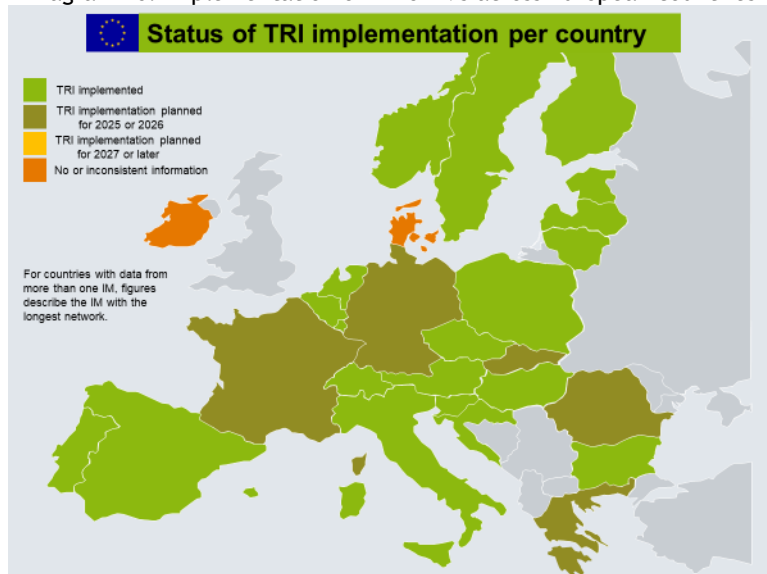 Status of TRI implementation per country
TRI implemented
TRI implementation planned
for 2025 or 2026
TRI implementation planned
for 2027 or later
No or inconsistent information
For countries with data from
more than one IM, figures
describe the IM with the
longest network.